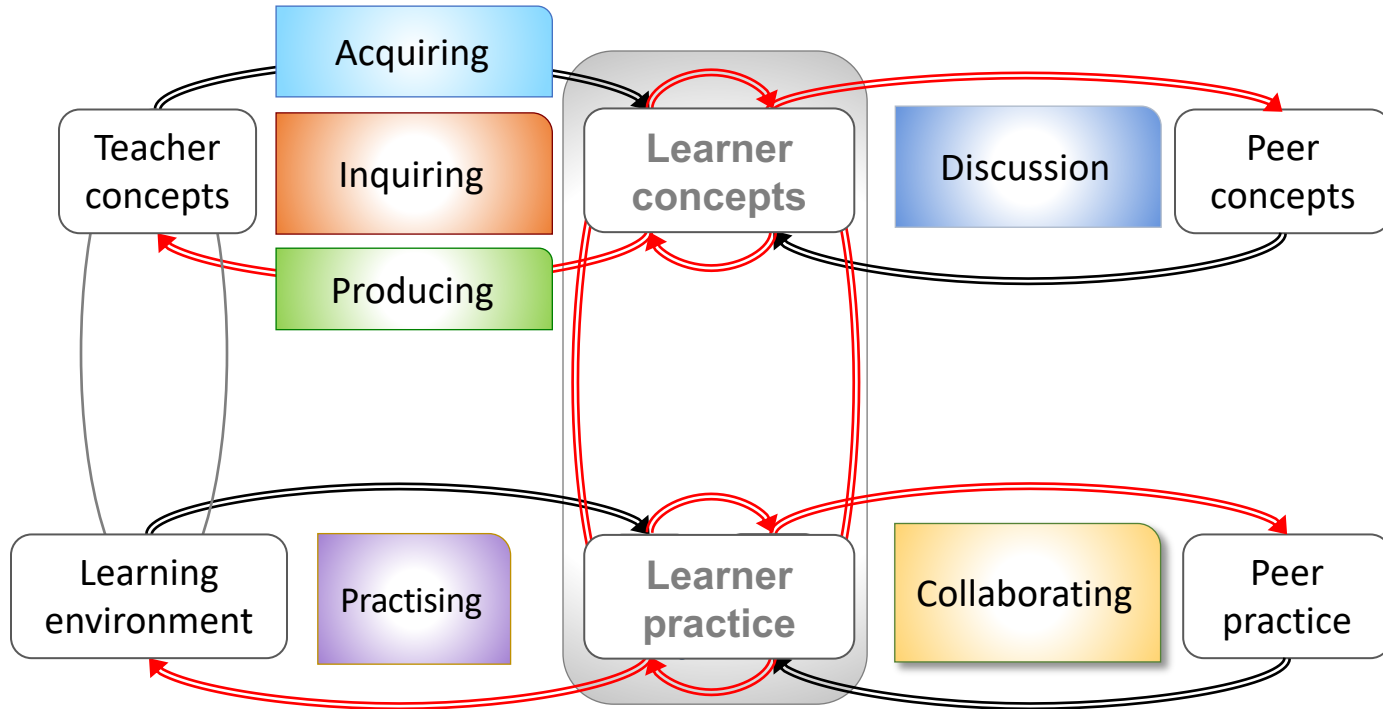 Acquiring
Teacher
concepts
Inquiring
Learner
concepts
Discussion
Peer
concepts
Producing
Learning
environment
Practising
Learner
practice
Collaborating
Peer
practice